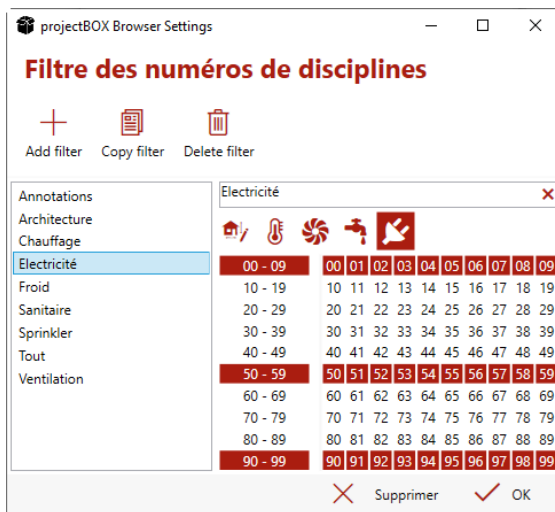 projectBOX Browser Settings
Filtre des numéros de disciplines
Add filter Copy filter Delete filter
Annotations
Architecture
Chauffage
Electricité
Froid
Sanitaire
Sprinkler
Tout
Ventilation
Electricité
00 - 09 00 01 02 03 04 05 06 07 08 09
10 - 19 10 11 12 13 14 15 16 17 18 19
20 - 29 20 21 22 23 24 25 26 27 28 29
30 - 39 30 31 32 33 34 35 36 37 38 39
40 - 49 40 41 42 43 44 45 46 47 48 49
50 - 59 50 51 52 53 54 55 56 57 58 59
60 - 69 60 61 62 63 64 65 66 67 68 69
70 - 79 70 71 72 73 74 75 76 77 78 79
80 - 89 80 81 82 83 84 85 86 87 88 89
90 - 99 90 91 92 93 94 95 96 97 98 99
Supprimer OK